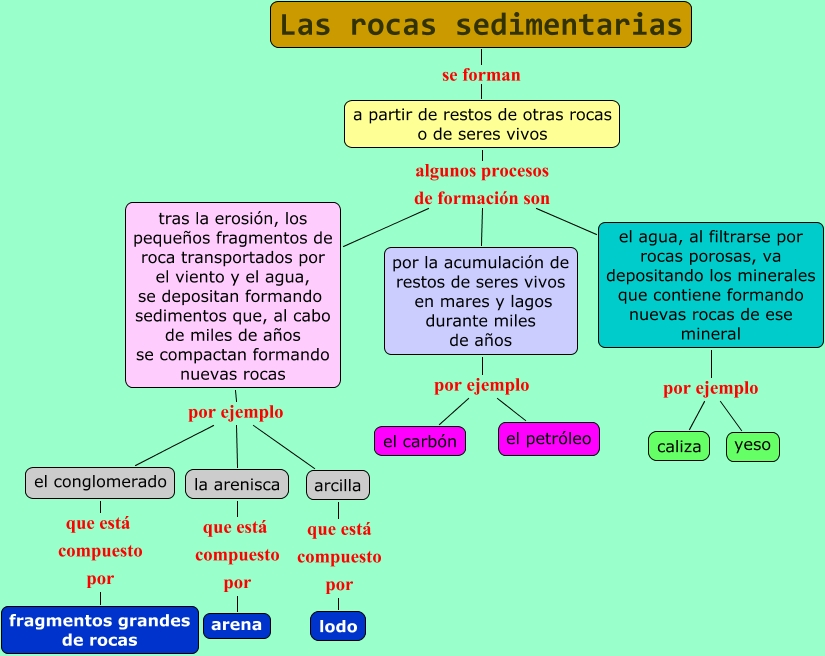 Las rocas sedimentarias
se forman
a partir de restos de otras rocas
o de seres vivos
algunos procesos
de formación son
tras la erosión, los
pequeños fragmentos de
roca transportados por
el viento y el agua,
se depositan formando
sedimentos que, al cabo
de miles de años
se compactan formando
nuevas rocas
por ejemplo
el conglomerado
que está
compuesto
por
fragmentos grandes
de rocas
la arenisca
que está
compuesto
por
arena
arcilla
que está
compuesto
por
lodo
por la acumulación de
restos de seres vivos
en mares y lagos
durante miles
de años
por ejemplo
el carbón
el petróleo
el agua, al filtrarse por
rocas porosas, va
depositando los minerales
que contiene formando
nuevas rocas de ese
mineral
por ejemplo
caliza
yeso